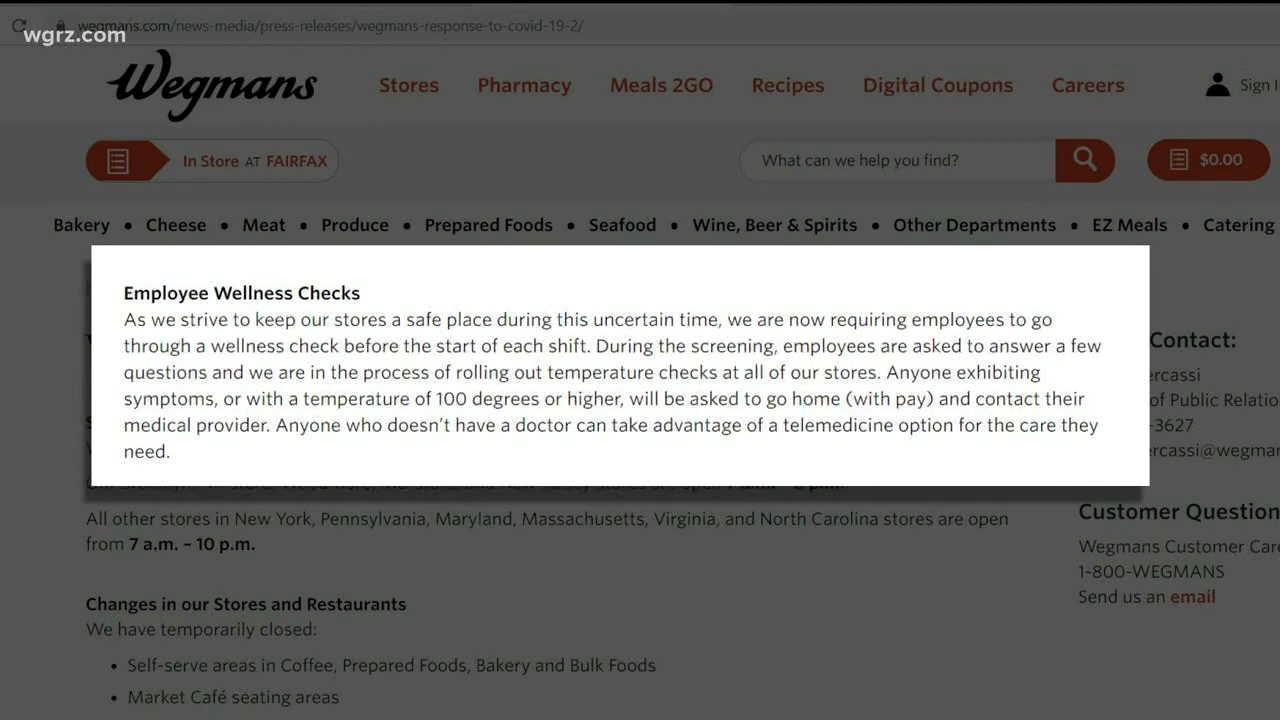 wegmans.com/news-media/press-releases/wegmans-response-to-covid-19-2/
wgrz.com
Wegmans
Stores Pharmacy Meals 2GO Recipes Digital Coupons Careers Sign
In Store AT FAIRFAX
What can we help you find?
$0.00
Bakery • Cheese • Meat • Produce • Prepared Foods • Seafood • Wine, Beer & Spirits • Other Departments • EZ Meals • Catering
Employee Wellness Checks
As we strive to keep our stores a safe place during this uncertain time, we are now requiring employees to go
through a wellness check before the start of each shift. During the screening, employees are asked to answer a few
questions and we are in the process of rolling out temperature checks at all of our stores. Anyone exhibiting
symptoms, or with a temperature of 100 degrees or higher, will be asked to go home (with pay) and contact their
medical provider. Anyone who doesn't have a doctor can take advantage of a telemedicine option for the care they
need.
Contact:
ercassi
of Public Relatio
-3627
ercassi@wegmar
All other stores in New York, Pennsylvania, Maryland, Massachusetts, Virginia, and North Carolina stores are open
from 7 a.m. – 10 p.m.
Customer Question
Wegmans Customer Care
1-800-WEGMANS
Send us an email
Changes in our Stores and Restaurants
We have temporarily closed:
• Self-serve areas in Coffee, Prepared Foods, Bakery and Bulk Foods
• Market Café seating areas